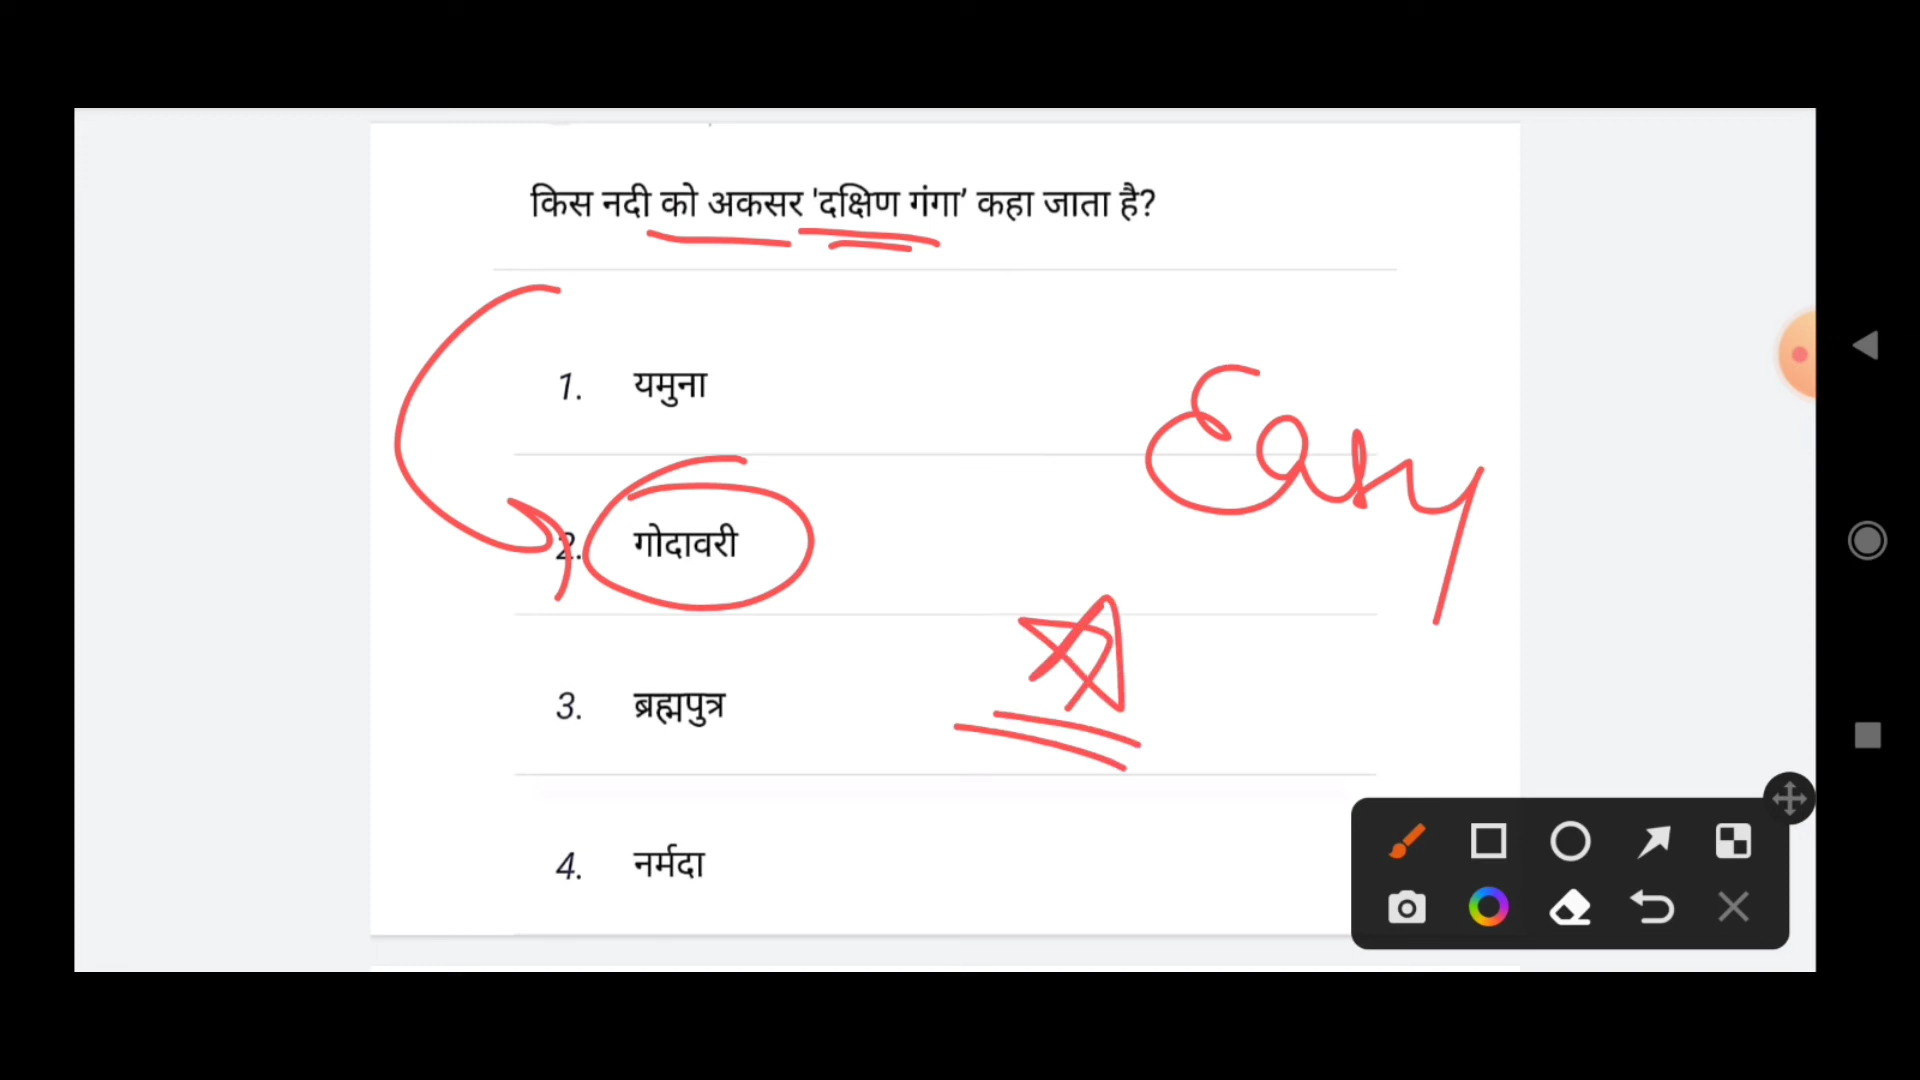 किस नदी को अकसर 'दक्षिण गंगा’ कहा जाता है?
1. यमुना
Easy
2. गोदावरी
3. ब्रह्मपुत्र
4. नर्मदा